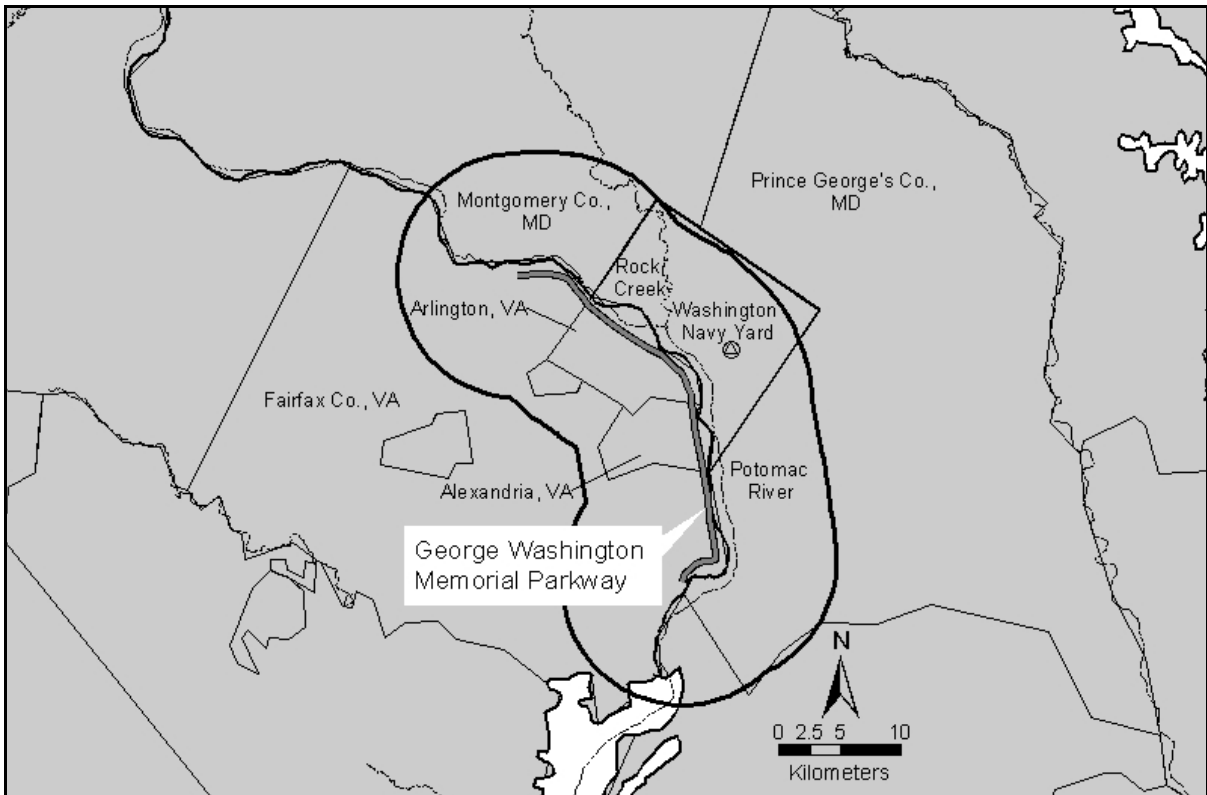 Montgomery Co.,
MD
Prince George's Co.,
MD
Rock
Creek
Washington
Navy Yard
Arlington, VA
Fairfax Co., VA
Alexandria, VA
Potomac
River
George Washington
Memorial Parkway
N
0 2.5 5 10
Kilometers